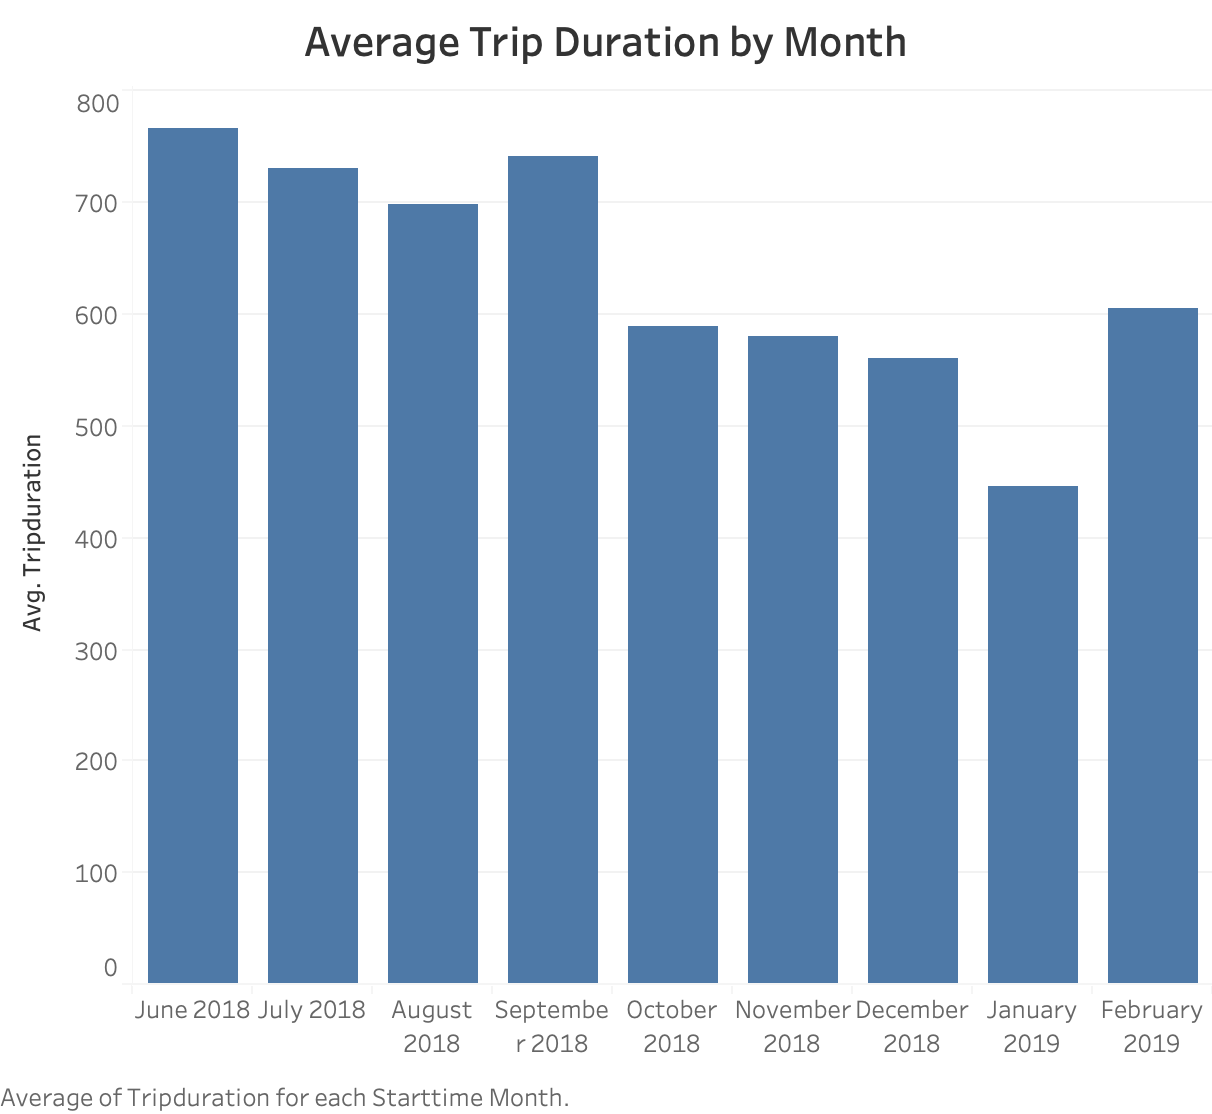 Average Trip Duration by Month
800
700
600
500
400
300
200
100
0
Avg. Tripduration
June 2018 July 2018 August Septembe October November December January February
2018 r 2018 2018 2018 2018 2019 2019
Average of Tripduration for each Starttime Month.